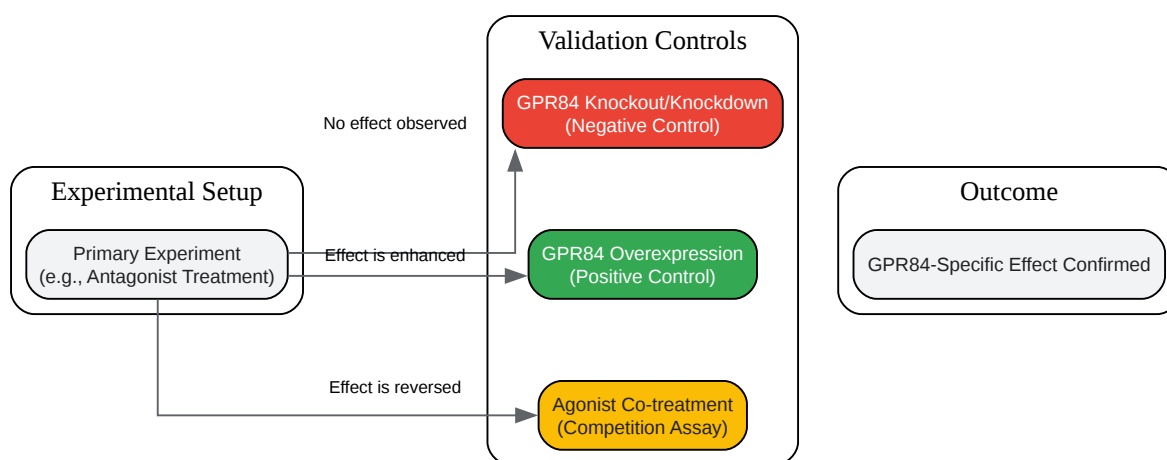 Validation Controls
GPR84 Knockout/Knockdown
(Negative Control)
No effect observed
Experimental Setup
Primary Experiment
(e.g., Antagonist Treatment)
Effect is enhanced
GPR84 Overexpression
(Positive Control)
Effect is reversed
Agonist Co-treatment
(Competition Assay)
Outcome
GPR84-Specific Effect Confirmed